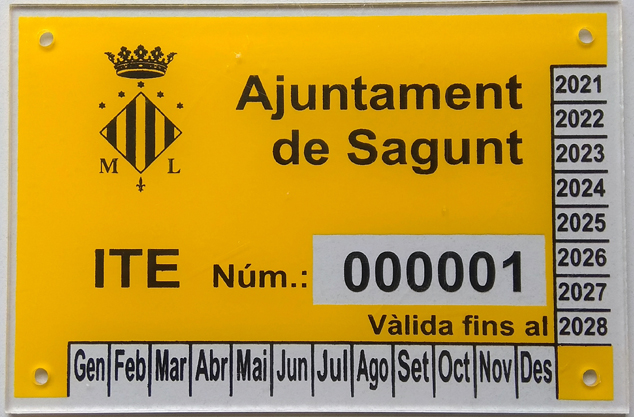 Ajuntament
de Sagunt
M L
ITE Núm.: 000001
Vàlida fins al
2021
2022
2023
2024
2025
2026
2027
2028
Gen Feb Mar Abr Mai Jun Jul Ago Set Oct Nov Des